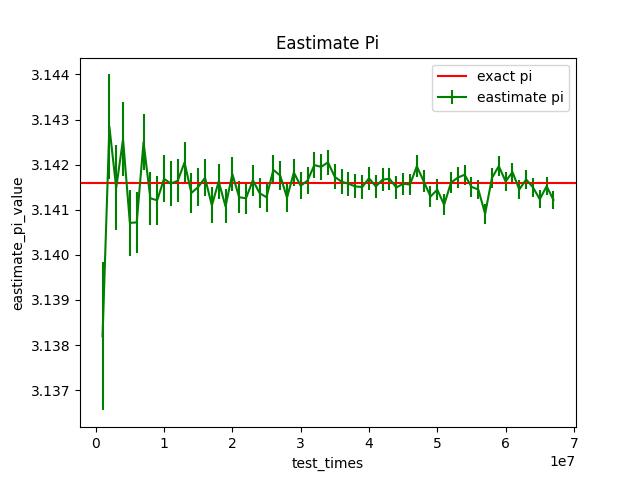 Eastimate Pi
exact pi
eastimate pi
eastimate_pi_value
3.144
3.143
3.142
3.141
3.140
3.139
3.138
3.137
0 1 2 3 4 5 6 7
1e7
test_times